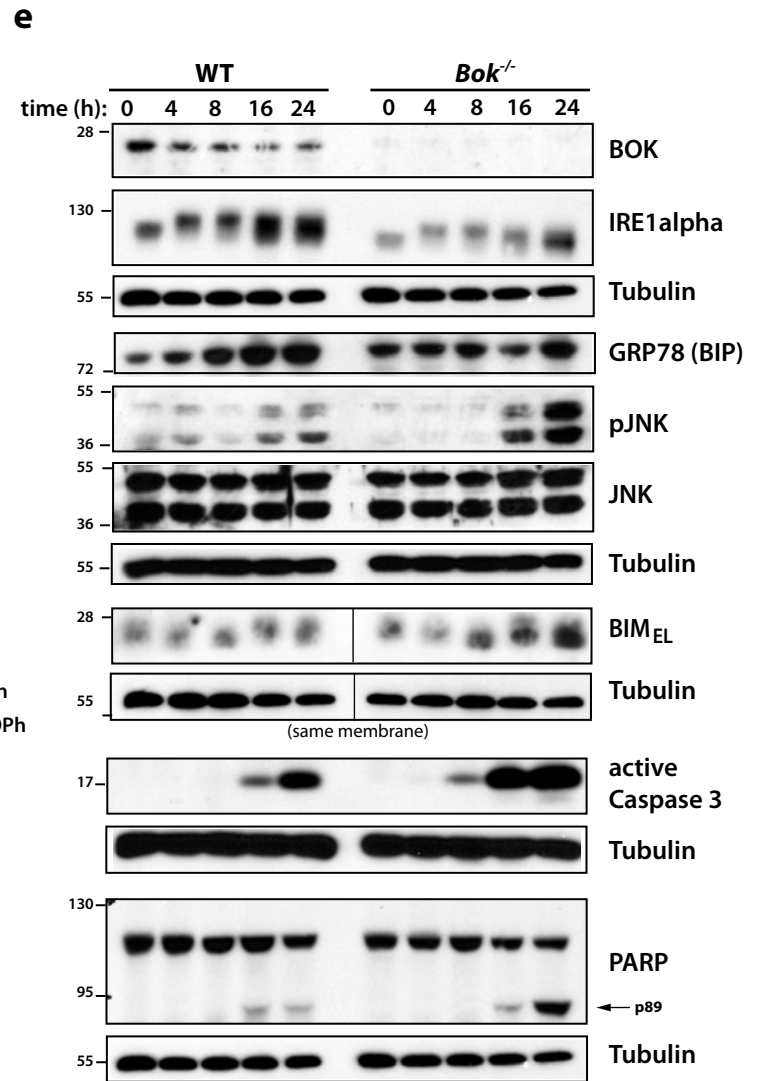 e
WT Bok-/-
time (h): 0 4 8 16 24 0 4 8 16 24
28 BOK
130 IRE1alpha
55 Tubulin
72 GRP78 (BIP)
55
36 pJNK
55
36 JNK
55 Tubulin
28 BIMEL
55 Tubulin
(same membrane)
17 active
Caspase 3
Tubulin
130
PARP
95 p89
55 Tubulin